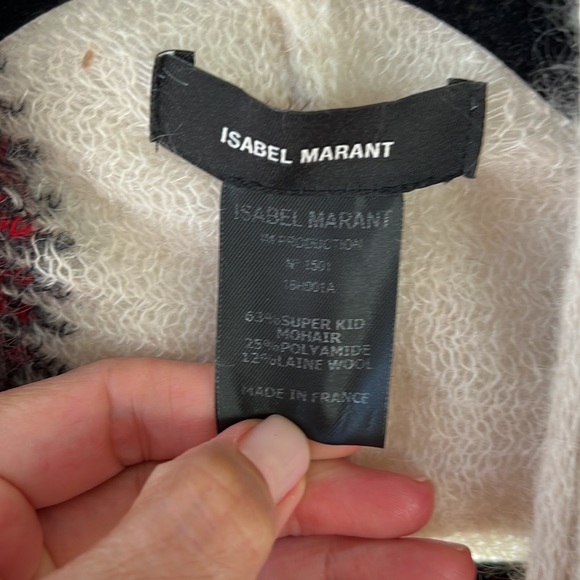 ISABEL MARANT
ISABEL MARANT
IM PRODUCTION
N° 1501
16H001A
63%SUPER KID
MOHAIR
25%POLYAMIDE
12%LAINE WOOL
MADE IN FRANCE